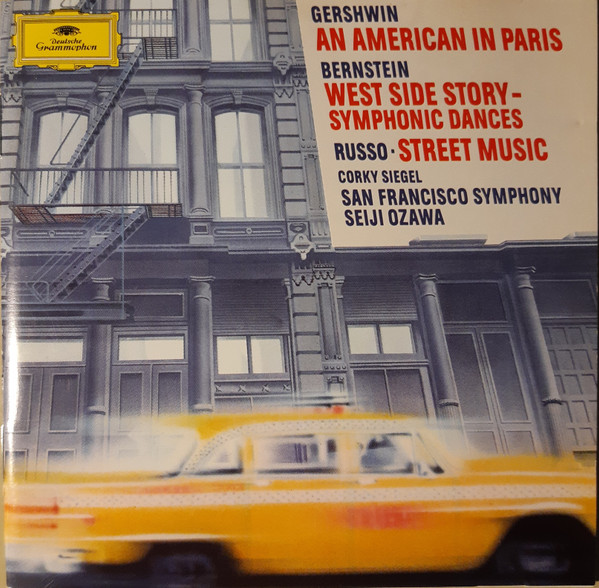 Deutsche
Grammophon
GERSHWIN
AN AMERICAN IN PARIS
BERNSTEIN
WEST SIDE STORY–
SYMPHONIC DANCES
RUSSO · STREET MUSIC
CORKY SIEGEL
SAN FRANCISCO SYMPHONY
SEIJI OZAWA